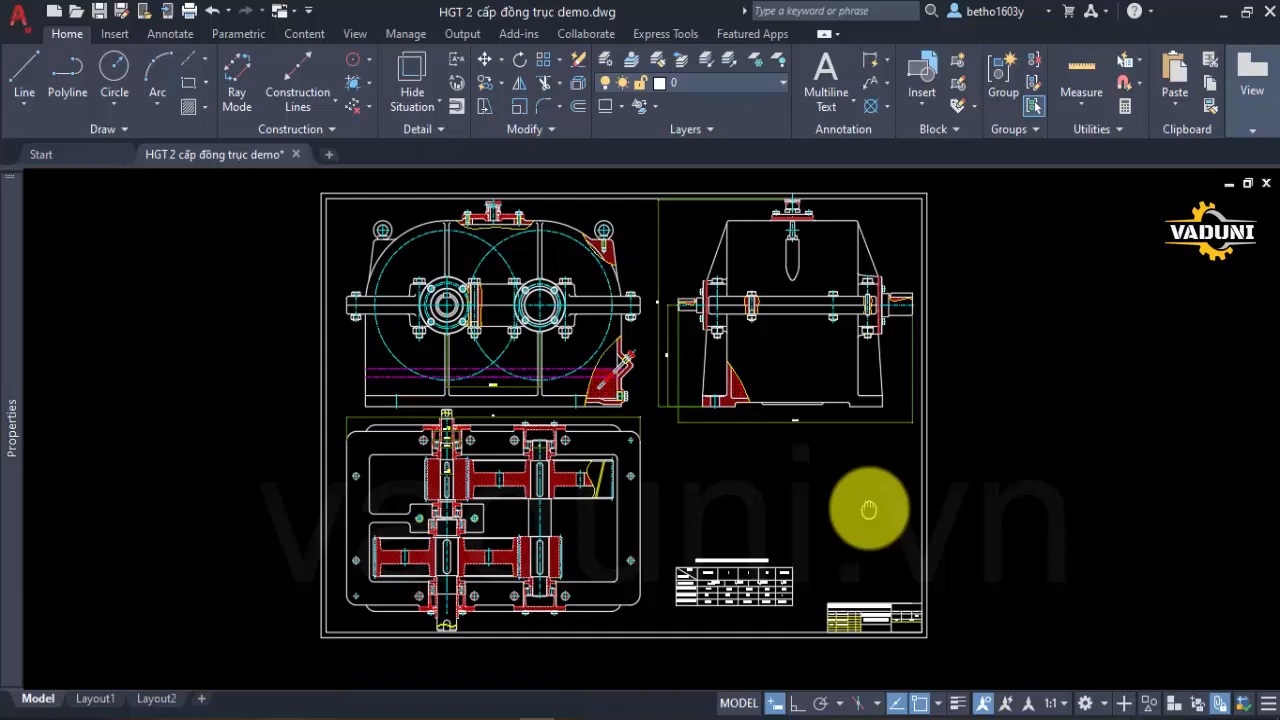 HGT 2 cấp đồng trục demo.dwg
Type a keyword or phrase
betho1603y
Home Insert Annotate Parametric Content View Manage Output Add-ins Collaborate Express Tools Featured Apps
Line Polyline Circle Arc
Ray Mode
Construction Lines
Hide Situation
0
Multiline Text
Insert
Group
Measure
Paste
View
Draw Construction Detail Modify Layers Annotation Block Groups Utilities Clipboard
Start
HGT 2 cấp đồng trục demo*
VADUNI
Properties
vaduni.vn
Model Layout1 Layout2
MODEL
1:1